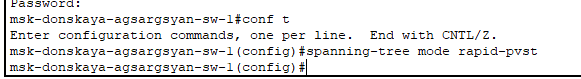 Password:
msk-donskaya-agsargsyan-sw-1#conf t
Enter configuration commands, one per line.  End with CNTL/Z.
msk-donskaya-agsargsyan-sw-1(config)#spanning-tree mode rapid-pvst
msk-donskaya-agsargsyan-sw-1(config)#